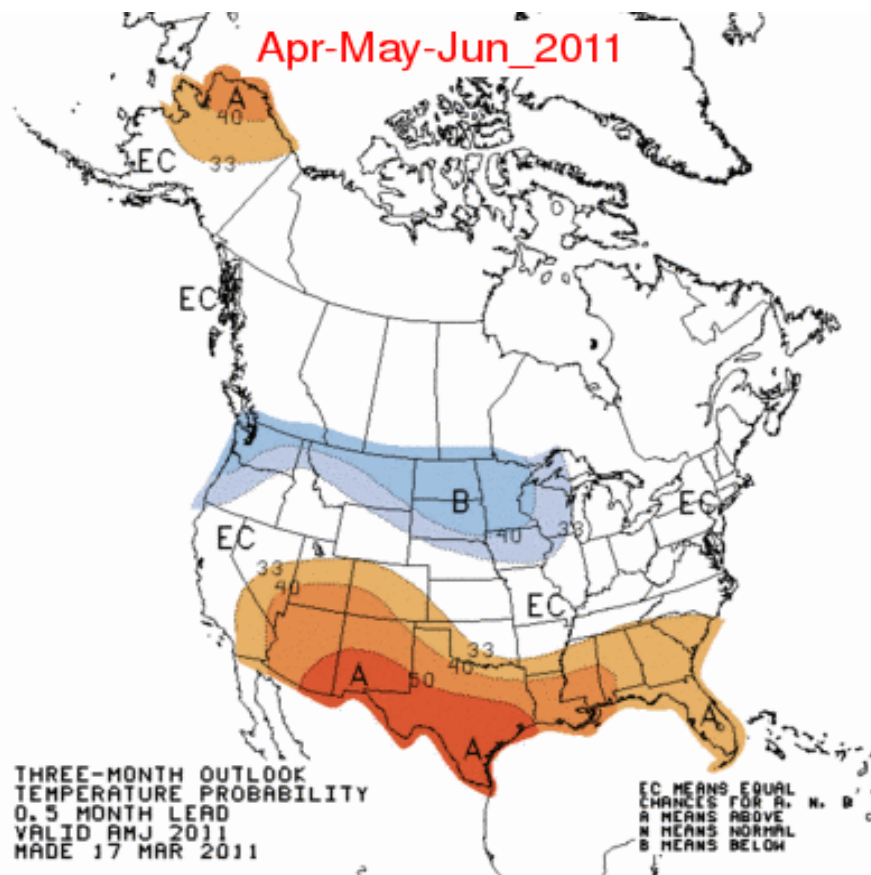 Apr-May-Jun_2011
A
40
EC
33
EC
B
EC
40
33
EC
33
40
EC
33
40
A
50
A
A
THREE-MONTH OUTLOOK
TEMPERATURE PROBABILITY
0.5 MONTH LEAD
VALID AMJ 2011
MADE 17 MAR 2011
EC MEANS EQUAL
CHANCES FOR A, N, B
A MEANS ABOVE
N MEANS NORMAL
B MEANS BELOW